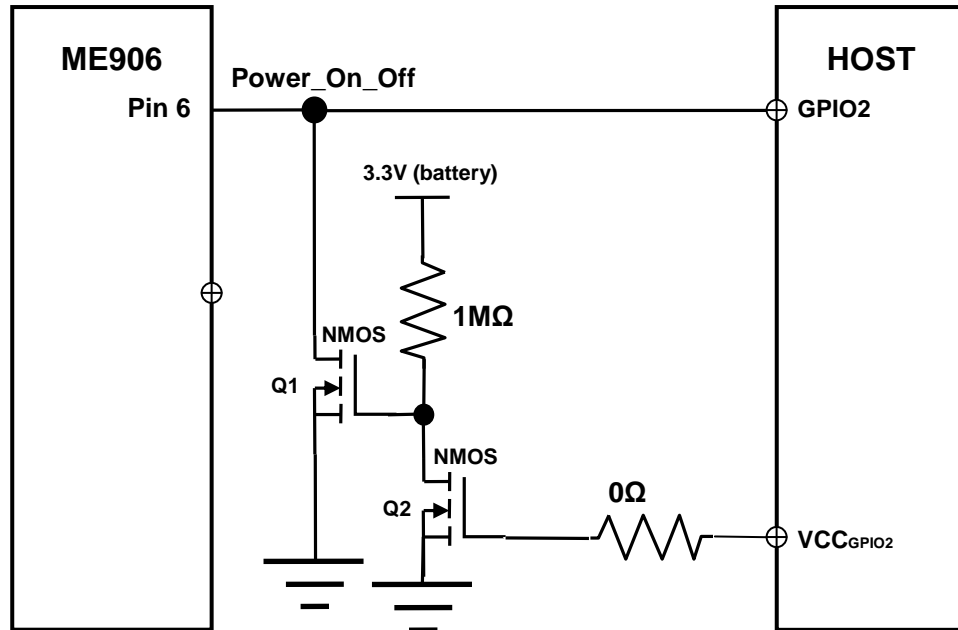 ME906
HOST
Power_On_Off
Pin 6
GPIO2
3.3V (battery)
1MΩ
NMOS
Q1
NMOS
0Ω
Q2
VCCGPIO2